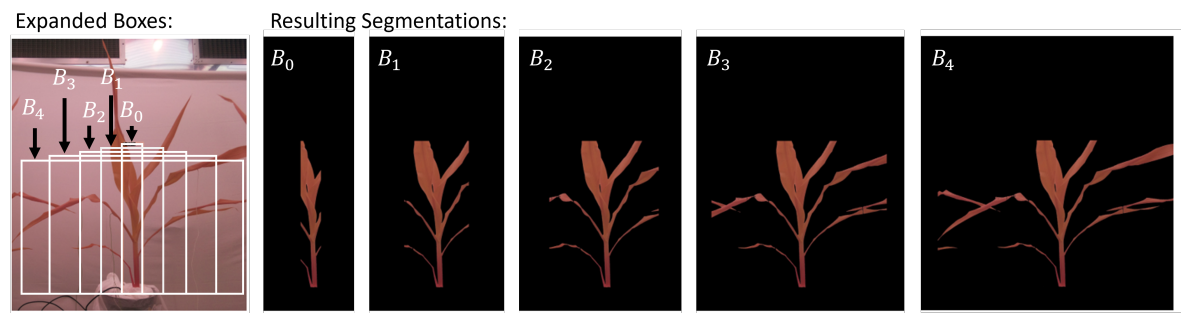 Expanded Boxes:
Resulting Segmentations:
B₄
B₃
B₂
B₁
B₀
B₀
B₁
B₂
B₃
B₄